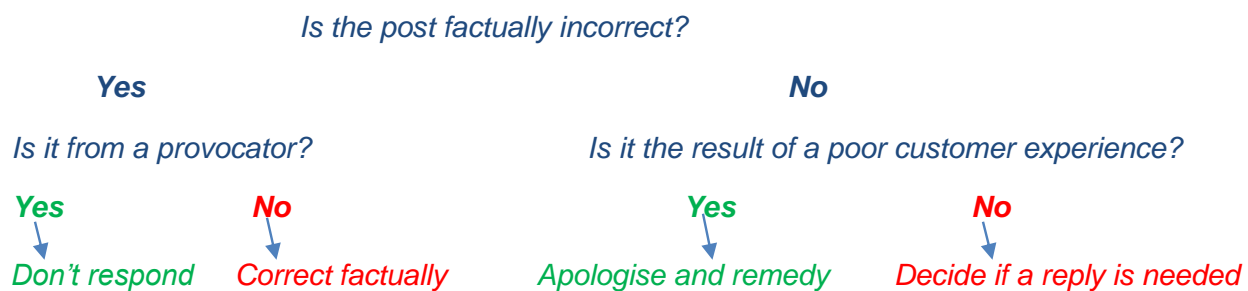 Is the post factually incorrect?
Yes No
Is it from a provocator? Is it the result of a poor customer experience?
Yes No Yes No
Don’t respond Correct factually Apologise and remedy Decide if a reply is needed